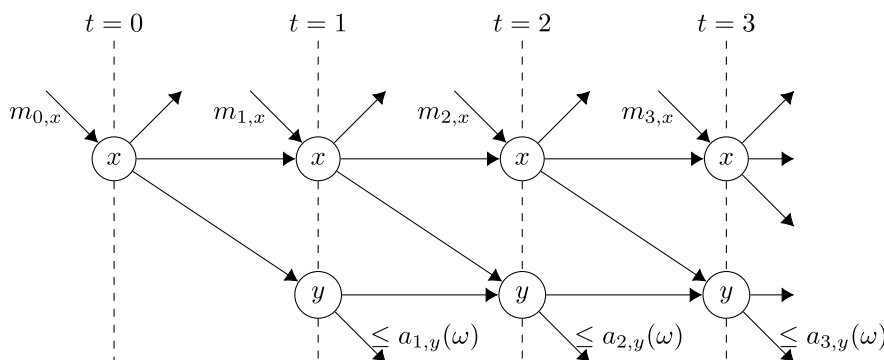 t = 0 t = 1 t = 2 t = 3
m_{0,x} m_{1,x} m_{2,x} m_{3,x}
x x x x
y y y
≤ a_{1,y}(ω) ≤ a_{2,y}(ω) ≤ a_{3,y}(ω)